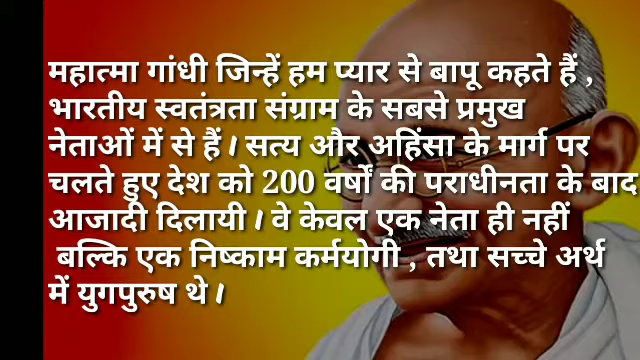 महात्मा गांधी जिन्हें हम प्यार से बापू कहते हैं ,
भारतीय स्वतंत्रता संग्राम के सबसे प्रमुख
नेताओं में से हैं । सत्य और अहिंसा के मार्ग पर
चलते हुए देश को 200 वर्षों की पराधीनता के बाद
आजादी दिलायी । वे केवल एक नेता ही नहीं
बल्कि एक निष्काम कर्मयोगी , तथा सच्चे अर्थ
में युगपुरुष थे ।